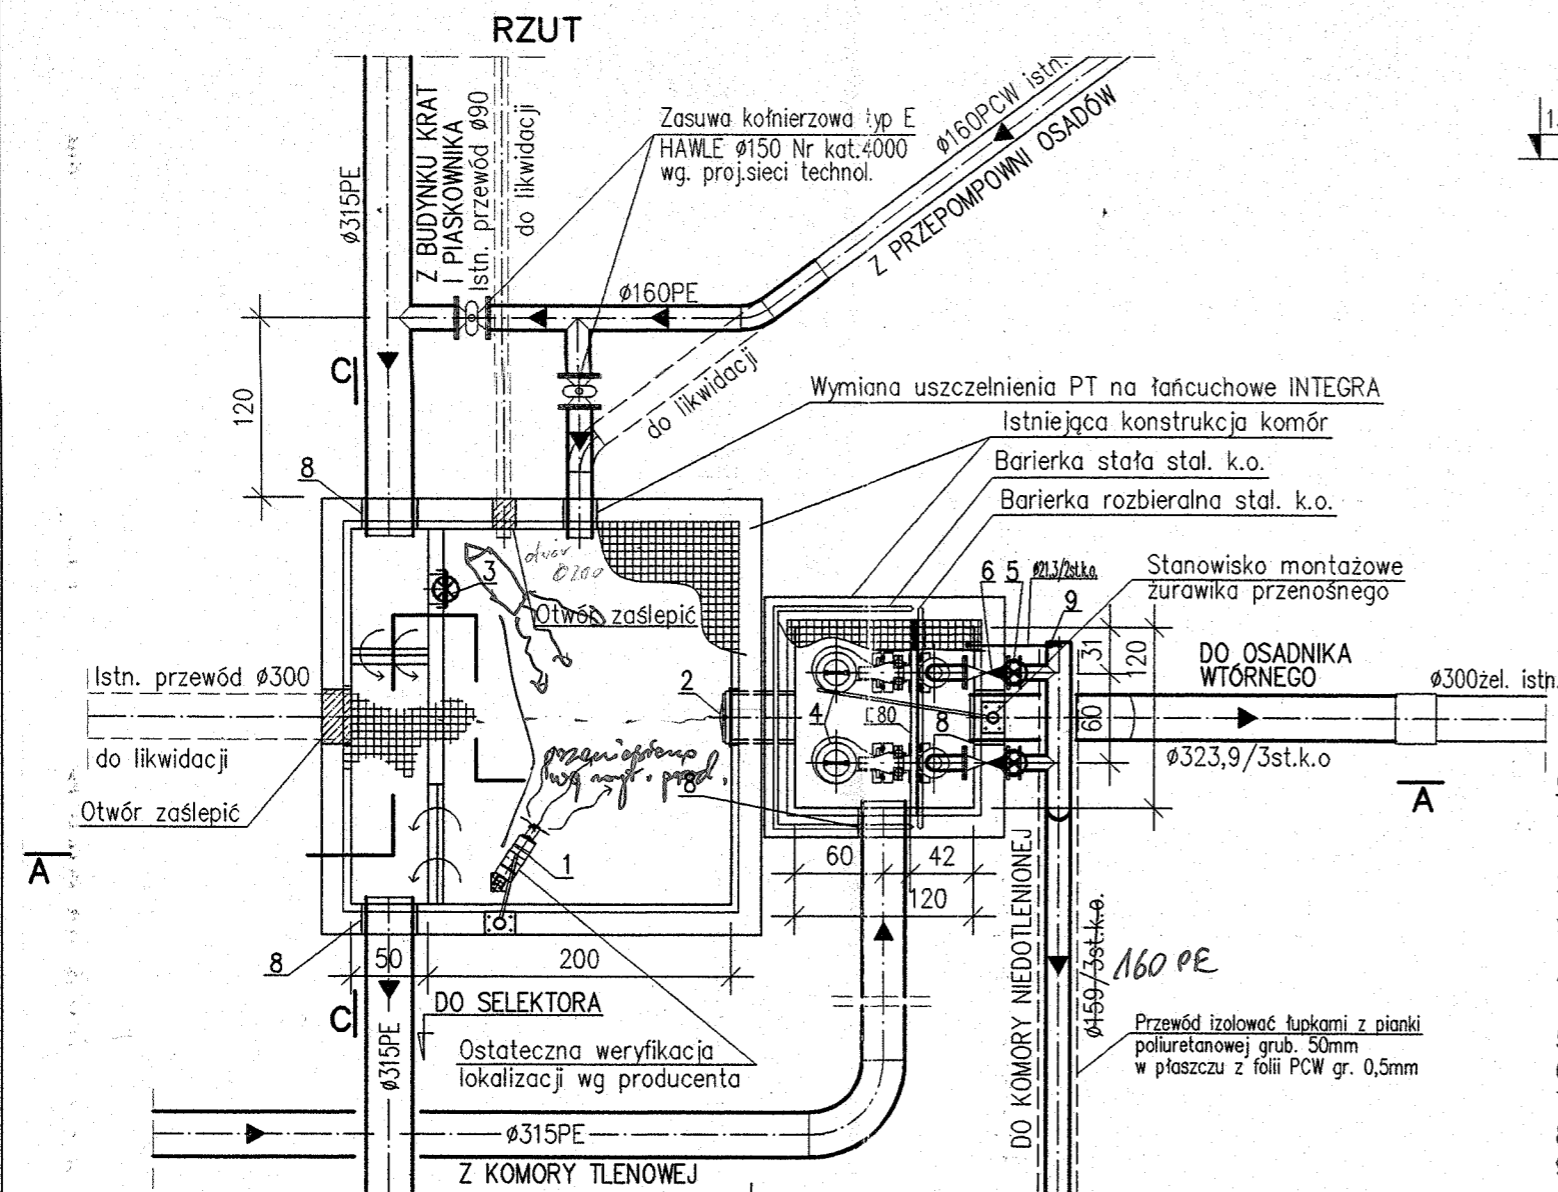 RZUT
Zasuwa kołnierzowa typ E
HAWLE ø150 Nr kat.4000
wg. proj.sieci technol.
ø315PE
Z BUDYNKU KRAT
I PIASKOWNIKA
Istn. przewód ø90
do likwidacji
ø160PCW istn.
Z PRZEPOMPOWNI OSADÓW
ø160PE
do likwidacji
120
C
Wymiana uszczelnienia PT na łańcuchowe INTEGRA
Istniejąca konstrukcja komór
Barierka stała stal. k.o.
Barierka rozbieralna stal. k.o.
8
3
otwór
Ø200
Otwór zaślepić
6
5
ø21,3/2st.k.o.
9
Stanowisko montażowe
żurawika przenośnego
31
120
60
DO OSADNIKA
WTÓRNEGO
ø300żel. istn.
ø323,9/3st.k.o
Istn. przewód ø300
do likwidacji
Otwór zaślepić
2
4
[80
8
8
1
A
A
60
42
120
8
50
200
C
DO SELEKTORA
ø315PE
Ostateczna weryfikacja
lokalizacji wg producenta
DO KOMORY NIEDOTLENIONEJ
ø159/3st.k.o.
160 PE
Przewód izolować łupkami z pianki
poliuretanowej grub. 50mm
w płaszczu z folii PCW gr. 0,5mm
ø315PE
Z KOMORY TLENOWEJ